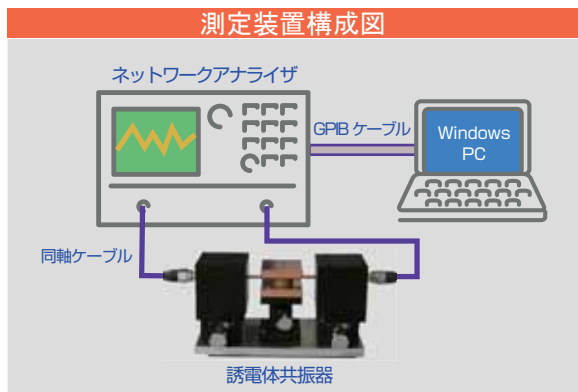 測定装置構成図
ネットワークアナライザ
GPIB ケーブル
Windows
PC
同軸ケーブル
誘電体共振器